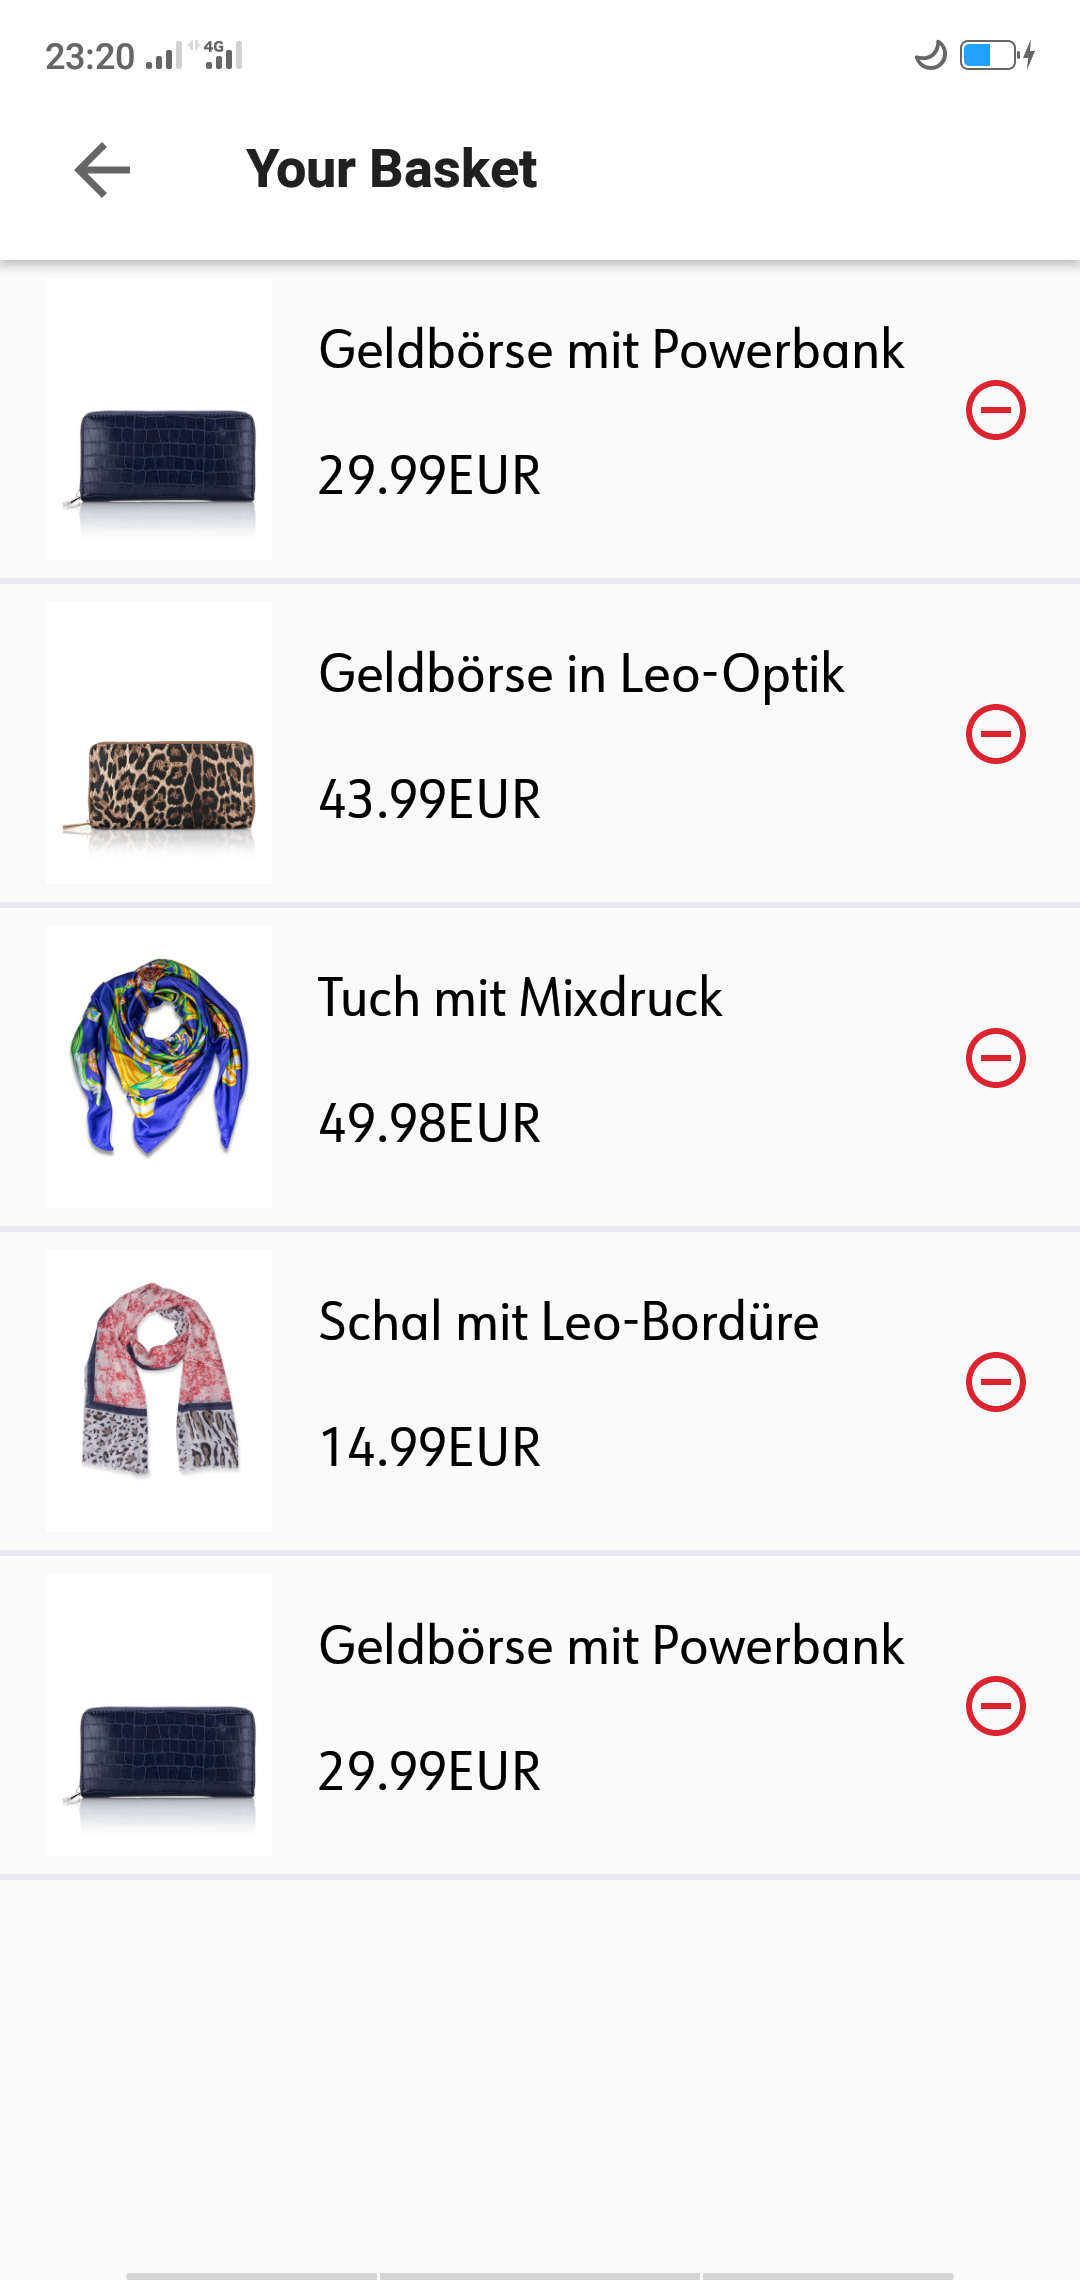 23:20 4G
Your Basket
Geldbörse mit Powerbank
29.99EUR
Geldbörse in Leo-Optik
43.99EUR
Tuch mit Mixdruck
49.98EUR
Schal mit Leo-Bordüre
14.99EUR
Geldbörse mit Powerbank
29.99EUR